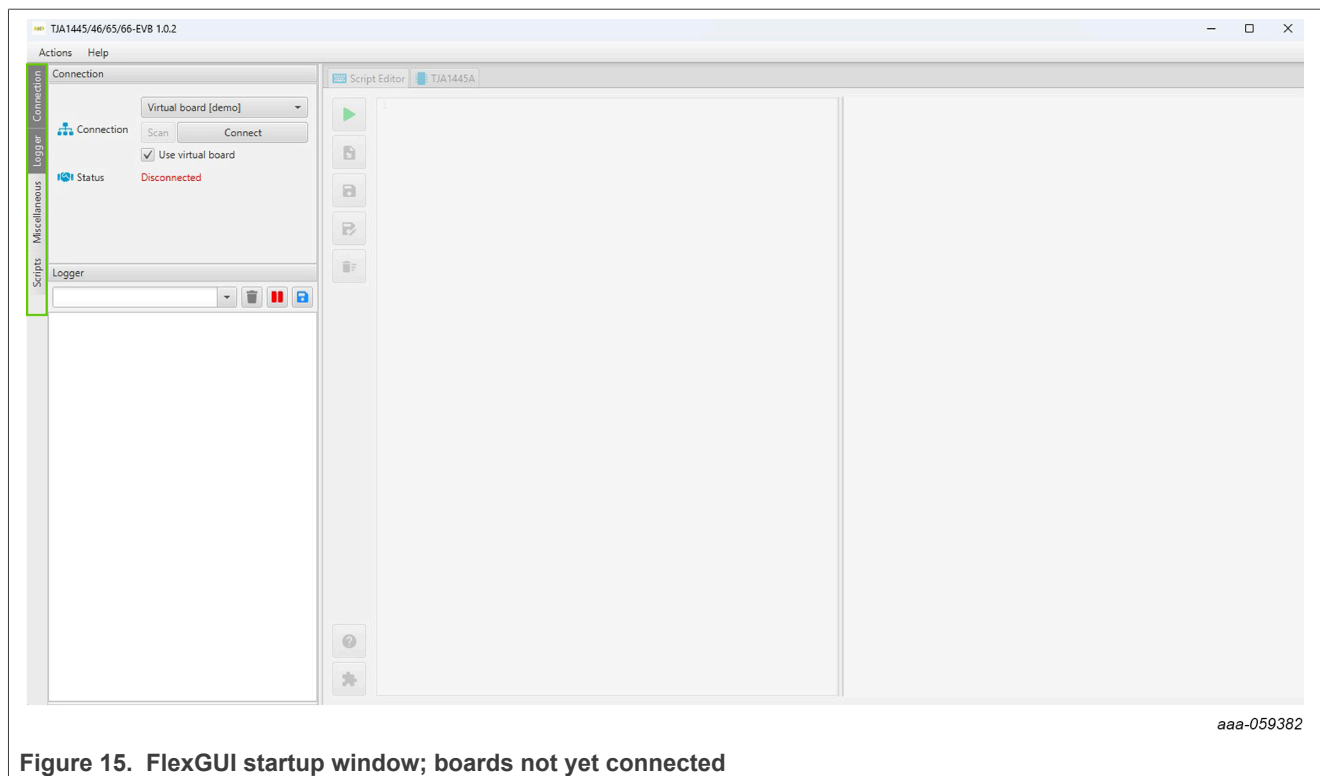 TJA1445/46/65/66-EVB 1.0.2
Actions Help
Connection
Logger
Miscellaneous
Scripts
Connection
Virtual board [demo]
Connection
Scan
Connect
Use virtual board
Status
Disconnected
Logger
Script Editor
TJA1445A
1
aaa-059382
Figure 15. FlexGUI startup window; boards not yet connected